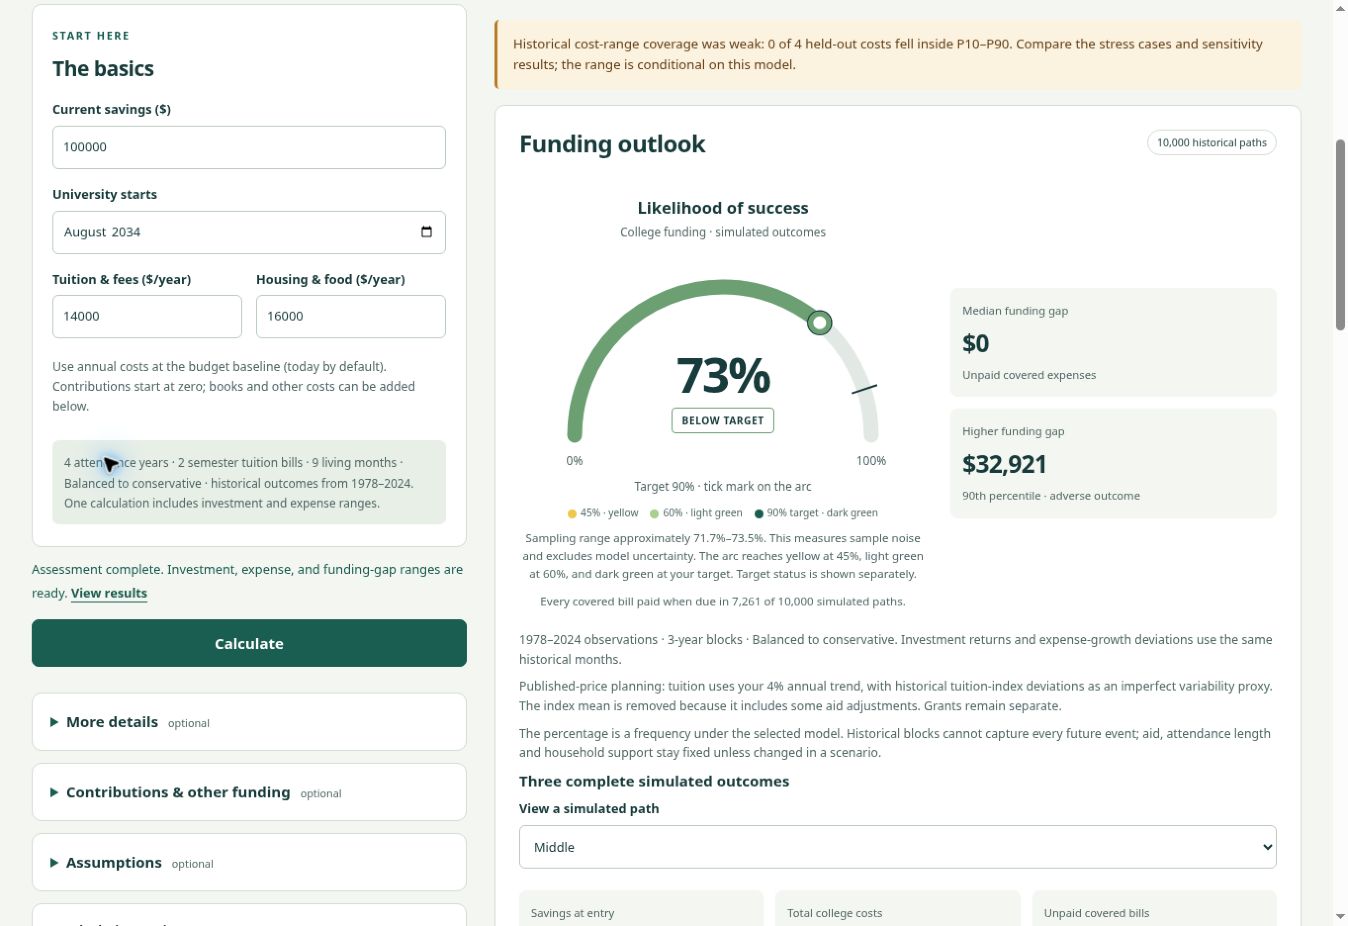 START HERE
The basics
Current savings ($)
100000
University starts
August 2034
Tuition & fees ($/year)
Housing & food ($/year)
14000
16000
Use annual costs at the budget baseline (today by default).
Contributions start at zero; books and other costs can be added
below.
years · 2 semester tuition bills · 9 living months ·
Balanced to conservative · historical outcomes from 1978–2024.
One calculation includes investment and expense ranges.
Assessment complete. Investment, expense, and funding-gap ranges are
ready. View results
Calculate
More details optional
Contributions & other funding optional
Assumptions optional
Historical cost-range coverage was weak: 0 of 4 held-out costs fell inside P10–P90. Compare the stress cases and sensitivity
results; the range is conditional on this model.
Funding outlook
10,000 historical paths
Likelihood of success
College funding · simulated outcomes
73%
BELOW TARGET
0%
100%
Target 90% · tick mark on the arc
45% · yellow
60% · light green
90% target · dark green
Sampling range approximately 71.7%–73.5%. This measures sample noise
and excludes model uncertainty. The arc reaches yellow at 45%, light green
at 60%, and dark green at your target. Target status is shown separately.
Every covered bill paid when due in 7,261 of 10,000 simulated paths.
Median funding gap
$0
Unpaid covered expenses
Higher funding gap
$32,921
90th percentile · adverse outcome
1978–2024 observations · 3-year blocks · Balanced to conservative. Investment returns and expense-growth deviations use the same
historical months.
Published-price planning: tuition uses your 4% annual trend, with historical tuition-index deviations as an imperfect variability proxy.
The index mean is removed because it includes some aid adjustments. Grants remain separate.
The percentage is a frequency under the selected model. Historical blocks cannot capture every future event; aid, attendance length
and household support stay fixed unless changed in a scenario.
Three complete simulated outcomes
View a simulated path
Middle
Savings at entry
Total college costs
Unpaid covered bills